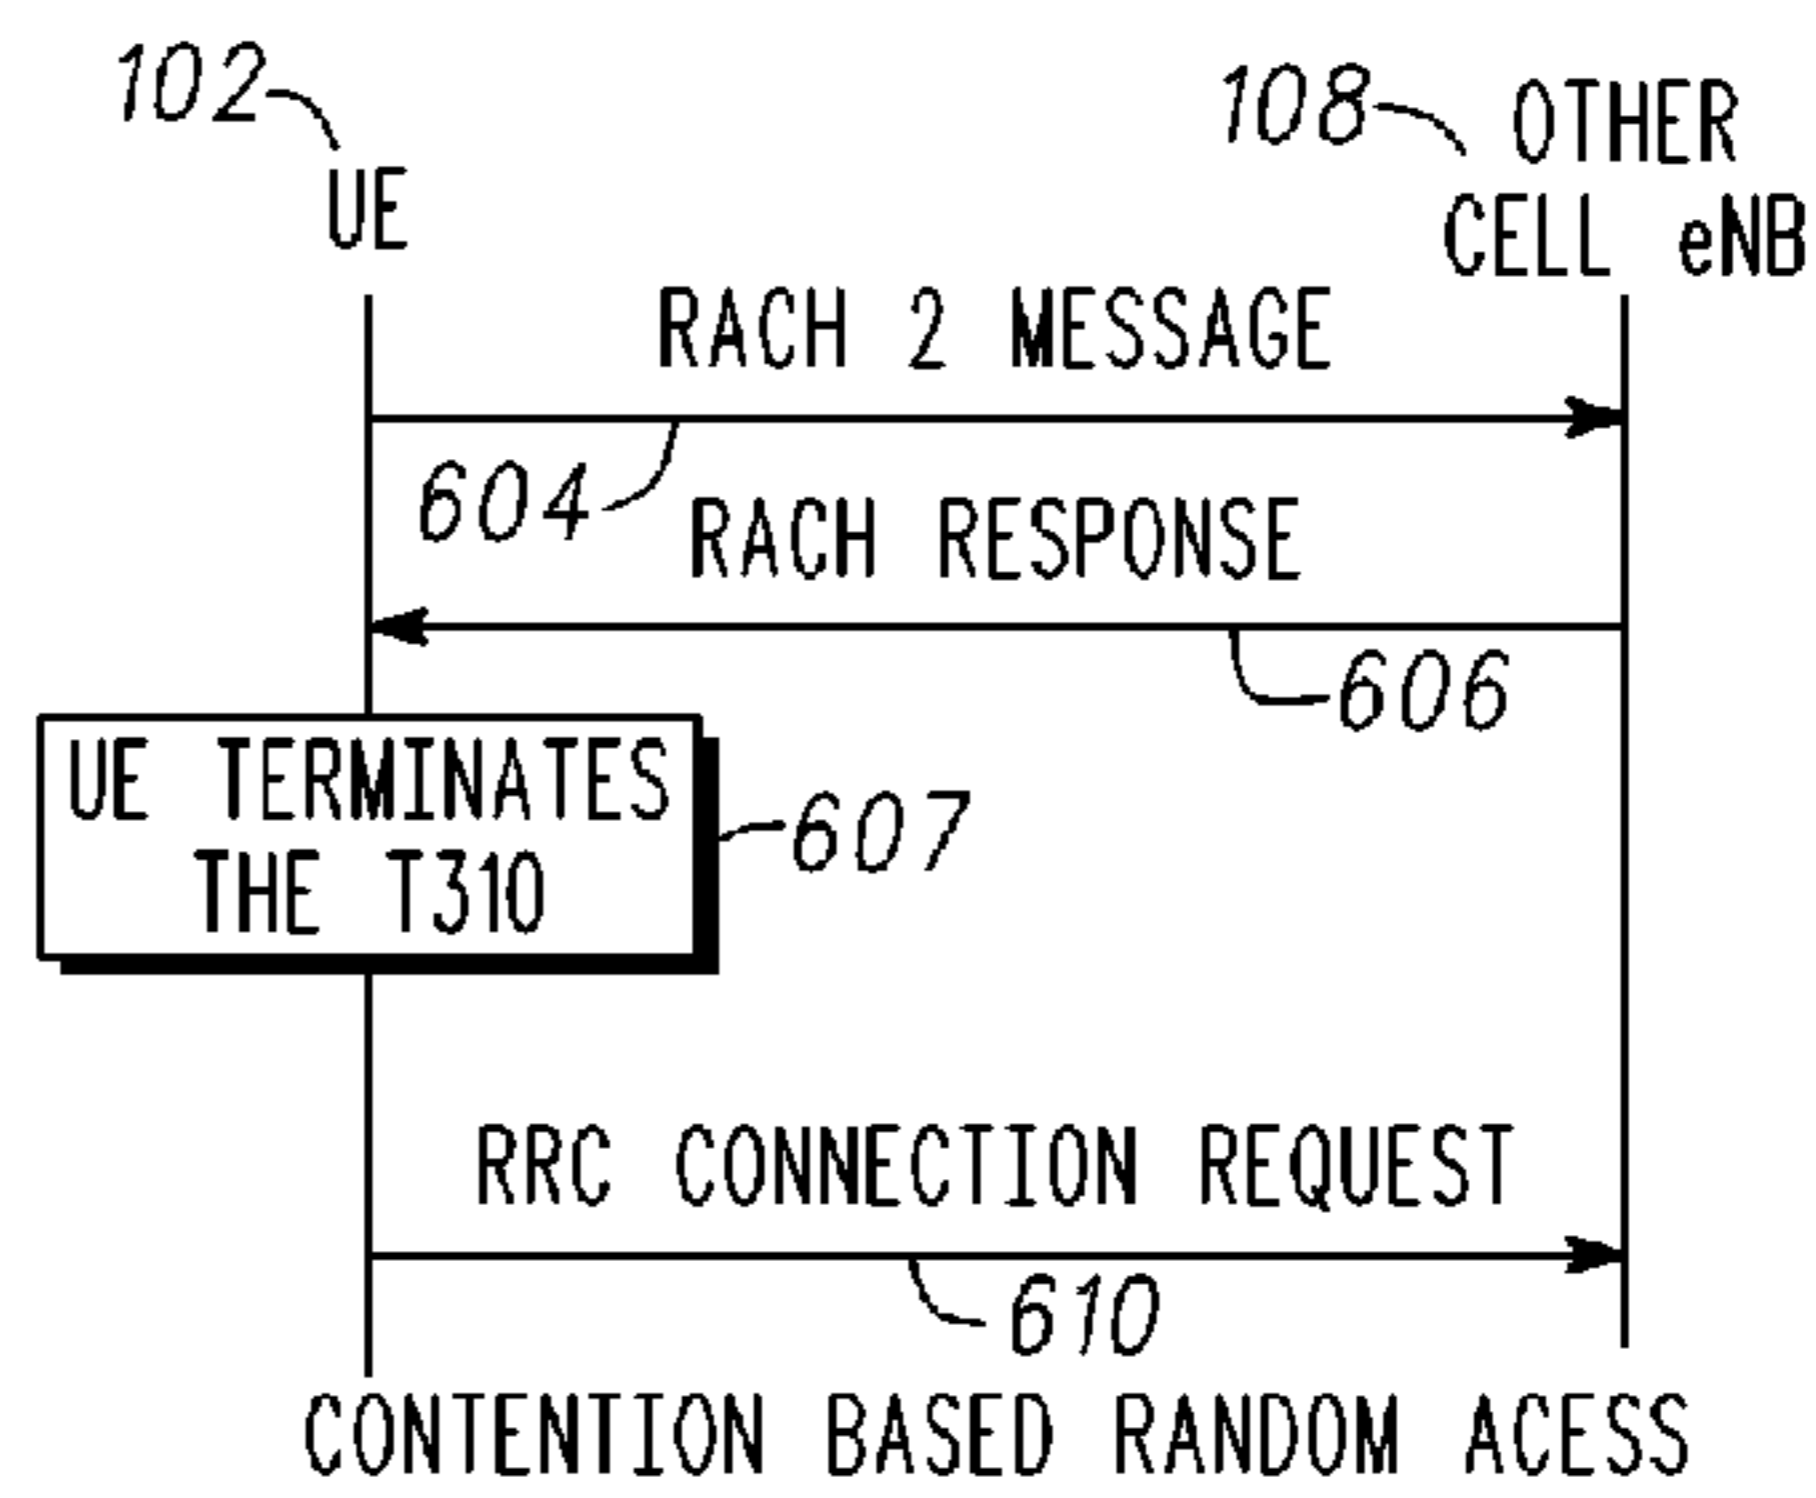 102
UE
108
OTHER
CELL eNB
RACH 2 MESSAGE
604
RACH RESPONSE
606
UE TERMINATES
THE T310
607
RRC CONNECTION REQUEST
610
CONTENTION BASED RANDOM ACESS